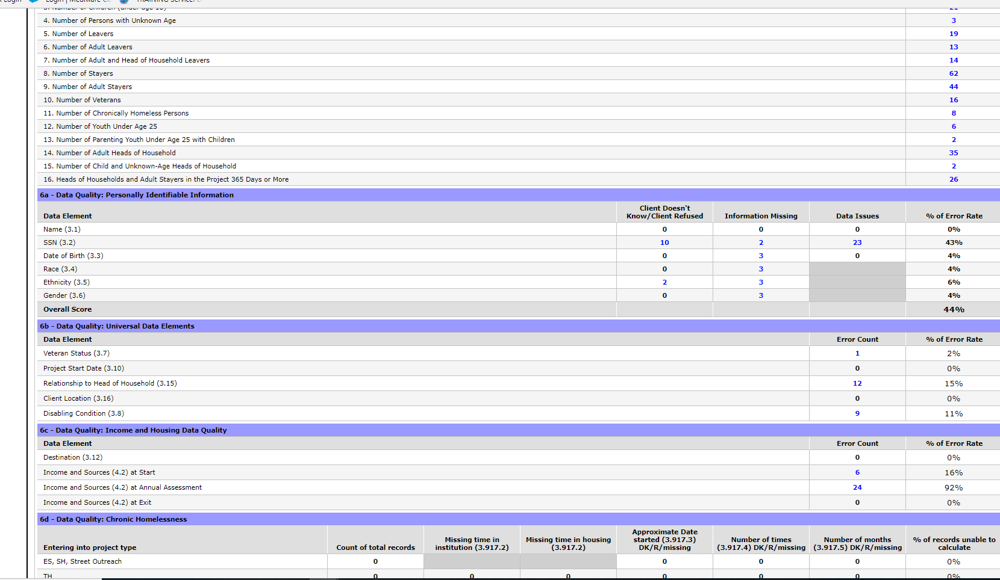 Login
Login | Mediware Co
TRAINING ServiceP
3. Number of Children (under age 18) 21
4. Number of Persons with Unknown Age 3
5. Number of Leavers 19
6. Number of Adult Leavers 13
7. Number of Adult and Head of Household Leavers 14
8. Number of Stayers 62
9. Number of Adult Stayers 44
10. Number of Veterans 16
11. Number of Chronically Homeless Persons 8
12. Number of Youth Under Age 25 6
13. Number of Parenting Youth Under Age 25 with Children 2
14. Number of Adult Heads of Household 35
15. Number of Child and Unknown-Age Heads of Household 2
16. Heads of Households and Adult Stayers in the Project 365 Days or More 26
6a - Data Quality: Personally Identifiable Information
Client Doesn't
Data Element Know/Client Refused Information Missing Data Issues % of Error Rate
Name (3.1) 0 0 0 0%
SSN (3.2) 10 2 23 43%
Date of Birth (3.3) 0 3 0 4%
Race (3.4) 0 3 4%
Ethnicity (3.5) 2 3 6%
Gender (3.6) 0 3 4%
Overall Score 44%
6b - Data Quality: Universal Data Elements
Data Element Error Count % of Error Rate
Veteran Status (3.7) 1 2%
Project Start Date (3.10) 0 0%
Relationship to Head of Household (3.15) 12 15%
Client Location (3.16) 0 0%
Disabling Condition (3.8) 9 11%
6c - Data Quality: Income and Housing Data Quality
Data Element Error Count % of Error Rate
Destination (3.12) 0 0%
Income and Sources (4.2) at Start 6 16%
Income and Sources (4.2) at Annual Assessment 24 92%
Income and Sources (4.2) at Exit 0 0%
6d - Data Quality: Chronic Homelessness
Entering into project type
Count of total records
Missing time in
institution (3.917.2)
Missing time in housing
(3.917.2)
Approximate Date
started (3.917.3)
DK/R/missing
Number of times
(3.917.4) DK/R/missing
Number of months
(3.917.5) DK/R/missing
% of records unable to
calculate
ES, SH, Street Outreach 0 0 0 0 0%
TH 0 0 0 0 0 0 0%